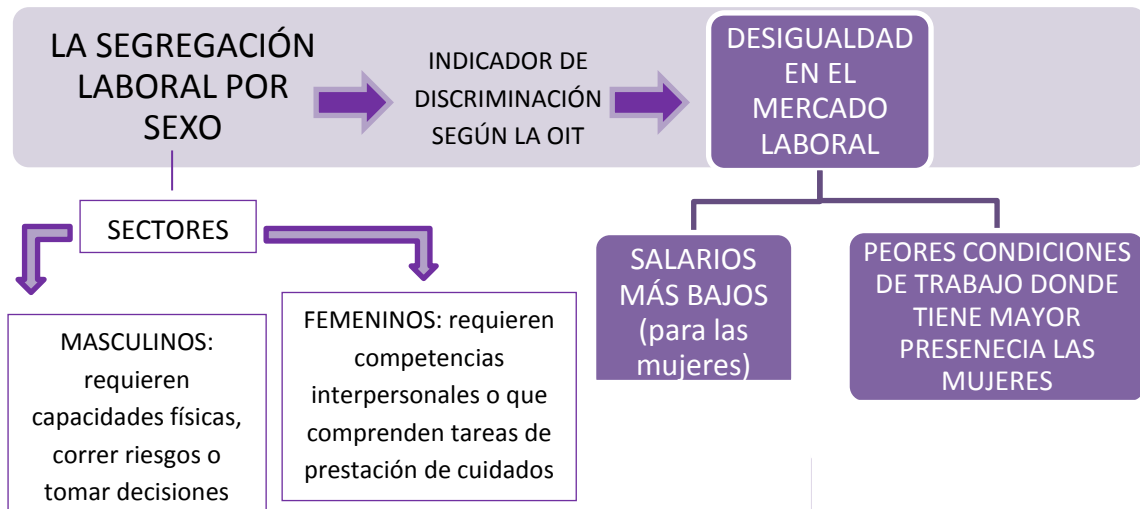 LA SEGREGACIÓN
LABORAL POR
SEXO
INDICADOR DE
DISCRIMINACIÓN
SEGÚN LA OIT
DESIGUALDAD
EN EL
MERCADO
LABORAL
SECTORES
MASCULINOS:
requieren
capacidades físicas,
correr riesgos o
tomar decisiones
FEMENINOS: requieren
competencias
interpersonales o que
comprenden tareas de
prestación de cuidados
SALARIOS
MÁS BAJOS
(para las
mujeres)
PEORES CONDICIONES
DE TRABAJO DONDE
TIENE MAYOR
PRESENECIA LAS
MUJERES